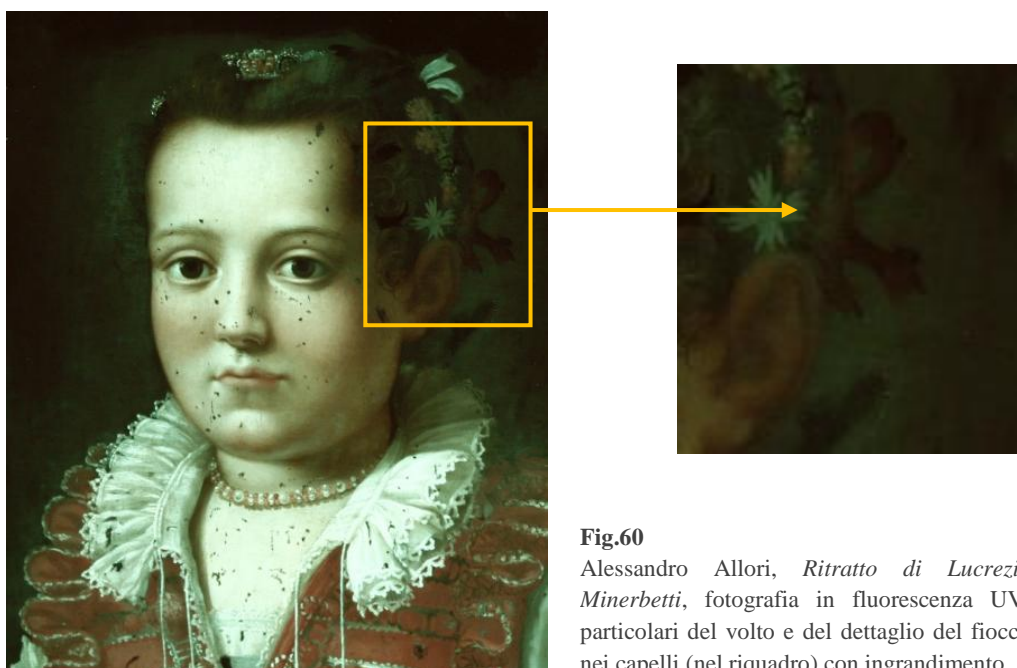 Fig.60
Alessandro Allori, Ritratto di Lucrezi
Minerbetti, fotografia in fluorescenza UV
particolari del volto e del dettaglio del fiocc
nei capelli (nel riquadro) con ingrandimento